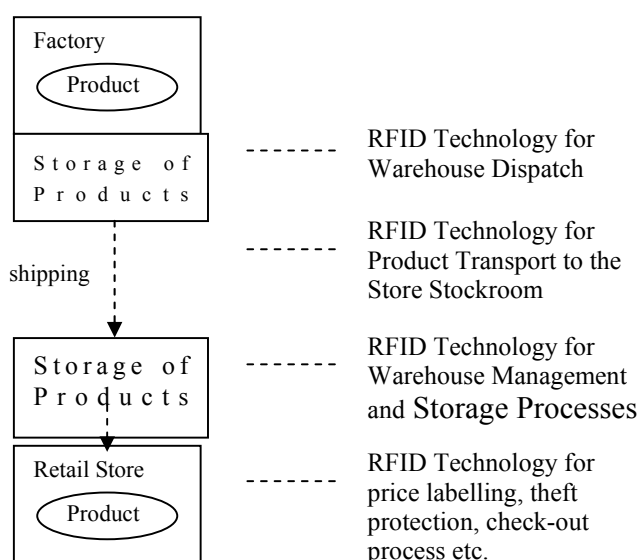 Factory
Product
Storage of
Products
RFID Technology for
Warehouse Dispatch
shipping
RFID Technology for
Product Transport to the
Store Stockroom
Storage of
Products
RFID Technology for
Warehouse Management
and Storage Processes
Retail Store
Product
RFID Technology for
price labelling, theft
protection, check-out
process etc.